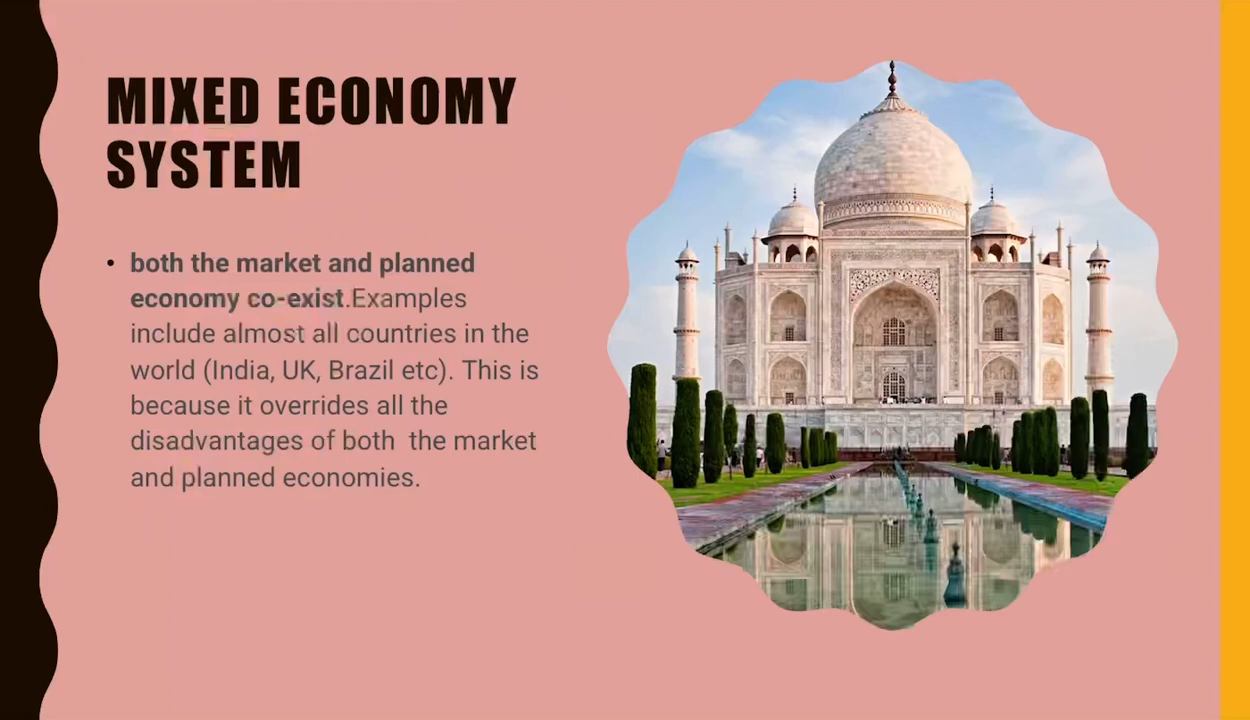 MIXED ECONOMY
SYSTEM
• both the market and planned
economy co-exist.Examples
include almost all countries in the
world (India, UK, Brazil etc). This is
because it overrides all the
disadvantages of both  the market
and planned economies.